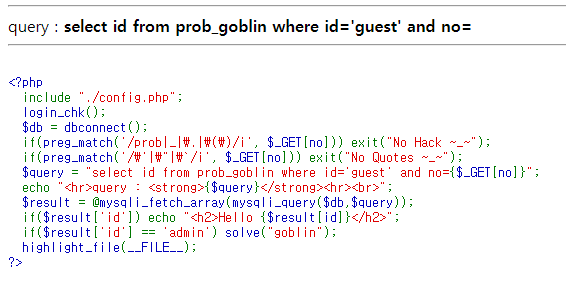 query : select id from prob_goblin where id='guest' and no=
<?php
include "./config.php";
login_chk();
$db = dbconnect();
if(preg_match('/prob|_|₩.|₩(₩)/i', $_GET[no])) exit("No Hack ~_~");
if(preg_match('/₩'|₩"|₩`/i', $_GET[no])) exit("No Quotes ~_~");
$query = "select id from prob_goblin where id='guest' and no={$_GET[no]}";
echo "<hr>query : <strong>{$query}</strong><hr><br>";
$result = @mysqli_fetch_array(mysqli_query($db,$query));
if($result['id']) echo "<h2>Hello {$result[id]}</h2>";
if($result['id'] == 'admin') solve("goblin");
highlight_file(__FILE__);
?>